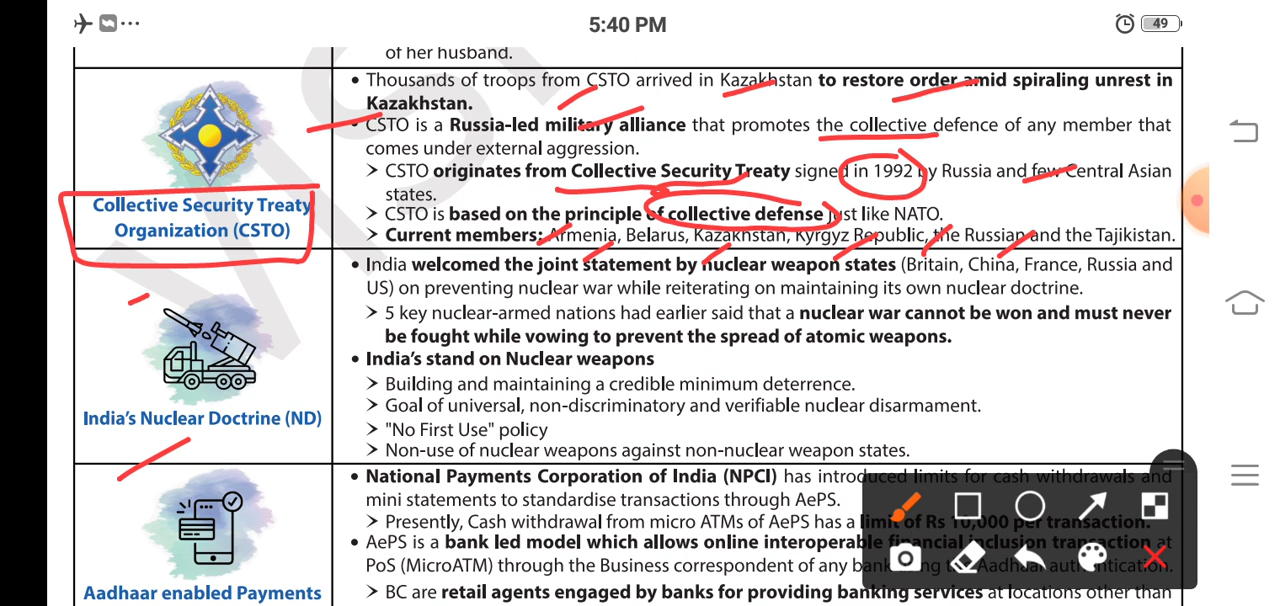 5:40 PM
49
of her husband.
• Thousands of troops from CSTO arrived in Kazakhstan to restore order amid spiraling unrest in
Kazakhstan.
• CSTO is a Russia-led military alliance that promotes the collective defence of any member that
comes under external aggression.
➤ CSTO originates from Collective Security Treaty signed in 1992 by Russia and few Central Asian
states.
➤ CSTO is based on the principle of collective defense just like NATO.
➤ Current members: Armenia, Belarus, Kazakhstan, Kyrgyz Republic, the Russian and the Tajikistan.
Collective Security Treaty
Organization (CSTO)
• India welcomed the joint statement by nuclear weapon states (Britain, China, France, Russia and
US) on preventing nuclear war while reiterating on maintaining its own nuclear doctrine.
➤ 5 key nuclear-armed nations had earlier said that a nuclear war cannot be won and must never
be fought while vowing to prevent the spread of atomic weapons.
• India's stand on Nuclear weapons
➤ Building and maintaining a credible minimum deterrence.
➤ Goal of universal, non-discriminatory and verifiable nuclear disarmament.
➤ "No First Use" policy
➤ Non-use of nuclear weapons against non-nuclear weapon states.
India's Nuclear Doctrine (ND)
• National Payments Corporation of India (NPCI) has introduced limits for cash withdrawals and
mini statements to standardise transactions through AePS.
➤ Presently, Cash withdrawal from micro ATMs of AePS has a limit of Rs 10,000 per transaction.
• AePS is a bank led model which allows online interoperable financial inclusion transaction at
PoS (MicroATM) through the Business correspondent of any bank using the Aadhaar authentication.
➤ BC are retail agents engaged by banks for providing banking services at locations other than
Aadhaar enabled Payments